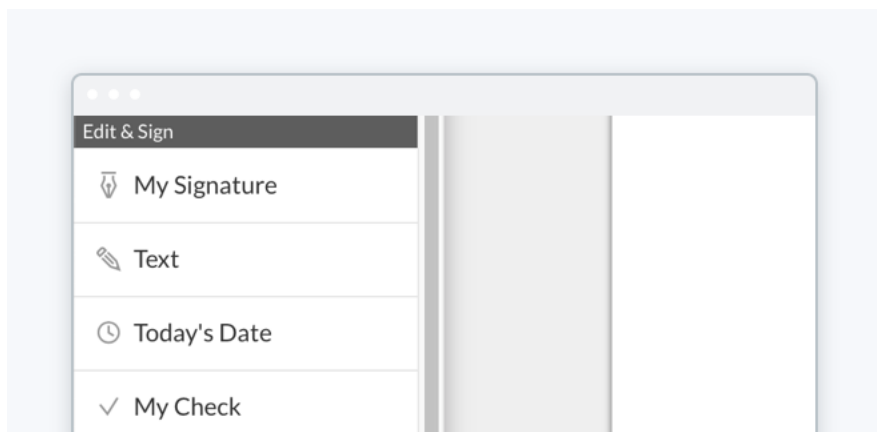 Edit & Sign
My Signature
Text
Today's Date
My Check